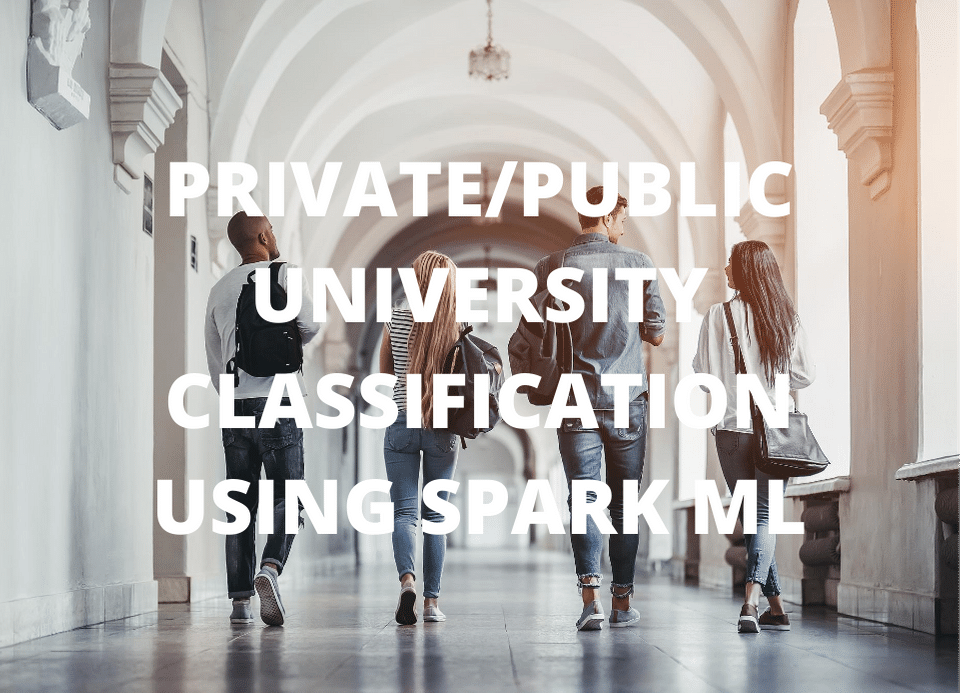 PRIVATE/PUBLIC
UNIVERSITY
CLASSIFICATION
USING SPARK ML